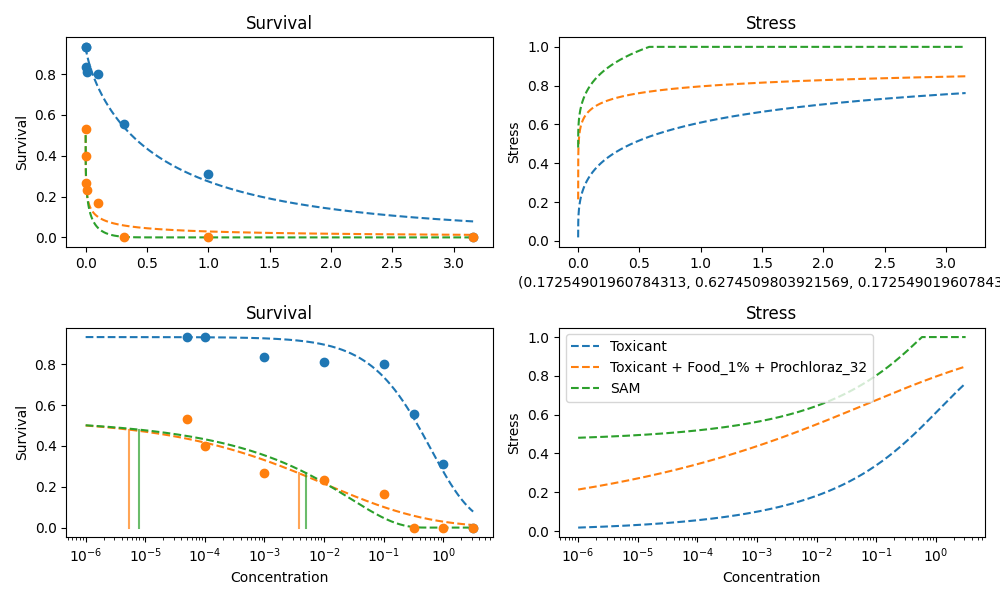 Survival
Stress
Survival
0.8
0.6
0.4
0.2
0.0
0.0 0.5 1.0 1.5 2.0 2.5 3.0
Stress
1.0
0.8
0.6
0.4
0.2
0.0
0.0 0.5 1.0 1.5 2.0 2.5 3.0
(0.17254901960784313, 0.6274509803921569, 0.172549019607843
Survival
Stress
Survival
0.8
0.6
0.4
0.2
0.0
10⁻⁶ 10⁻⁵ 10⁻⁴ 10⁻³ 10⁻² 10⁻¹ 10⁰
Concentration
Stress
1.0
0.8
0.6
0.4
0.2
0.0
Toxicant
Toxicant + Food_1% + Prochloraz_32
SAM
10⁻⁶ 10⁻⁵ 10⁻⁴ 10⁻³ 10⁻² 10⁻¹ 10⁰
Concentration